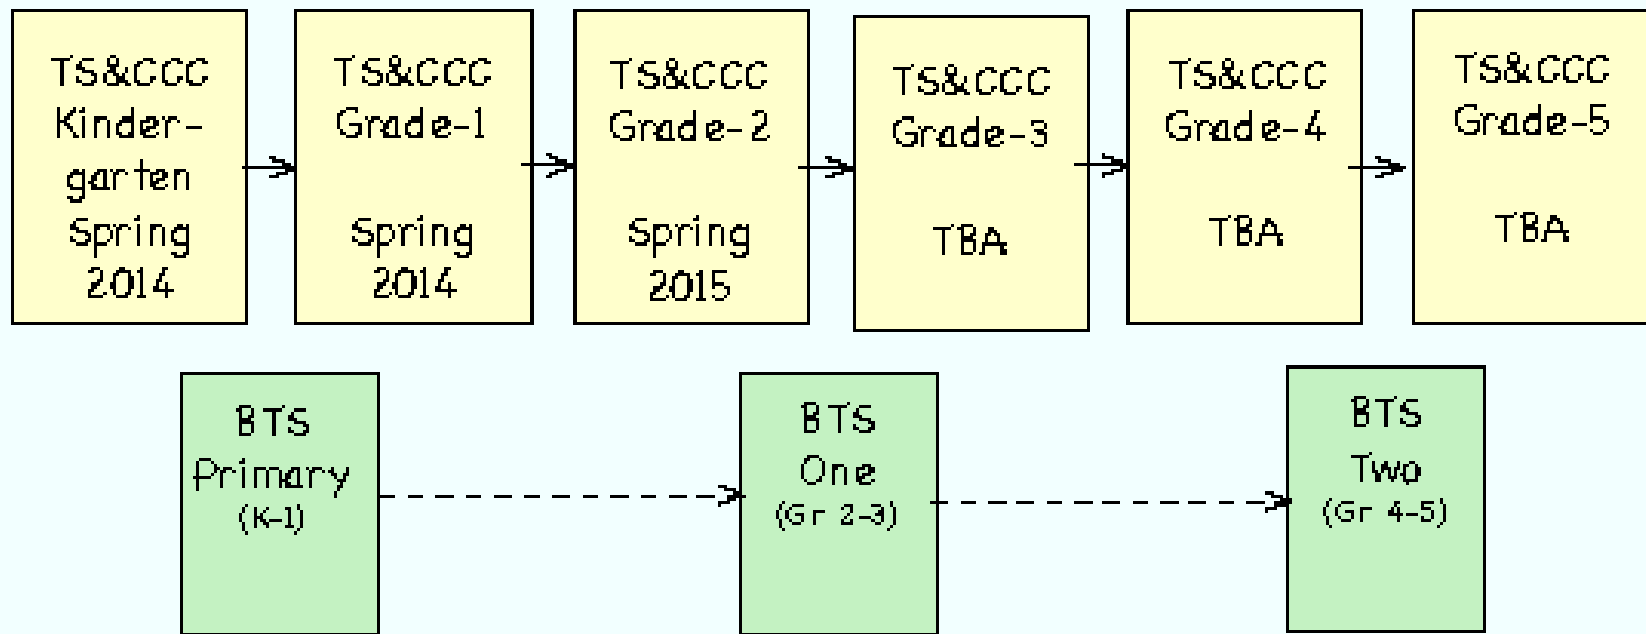 TS&CCC
Kinder-
garten
Spring
2014
TS&CCC
Grade-1
Spring
2014
TS&CCC
Grade-2
Spring
2015
TS&CCC
Grade-3
TBA
TS&CCC
Grade-4
TBA
TS&CCC
Grade-5
TBA
BTS
Primary
(K-1)
BTS
One
(Gr 2-3)
BTS
Two
(Gr 4-5)